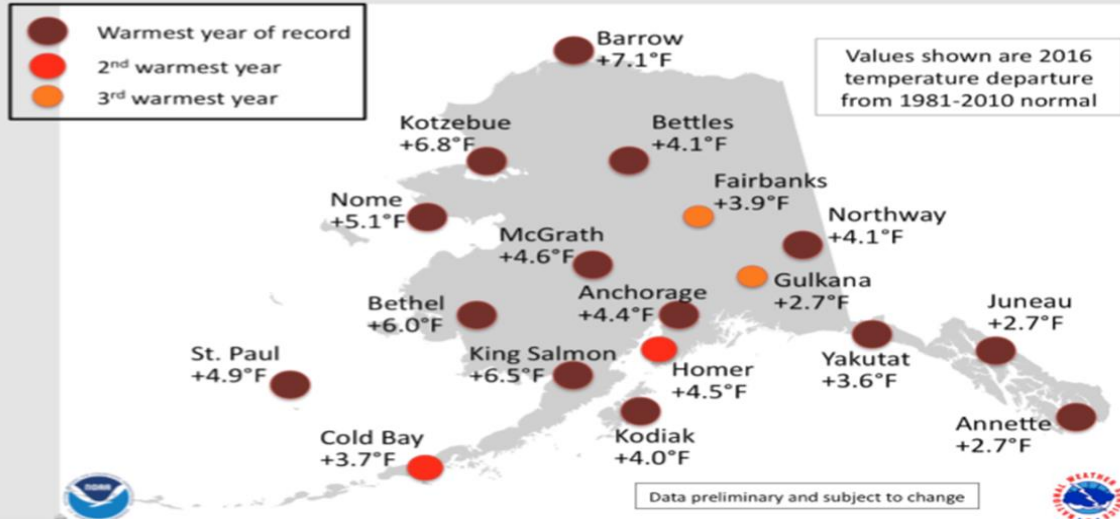 Warmest year of record
2nd warmest year
3rd warmest year
Values shown are 2016
temperature departure
from 1981-2010 normal
Barrow
+7.1°F
Kotzebue
+6.8°F
Bettles
+4.1°F
Fairbanks
+3.9°F
Nome
+5.1°F
Northway
+4.1°F
McGrath
+4.6°F
Gulkana
+2.7°F
Anchorage
+4.4°F
Bethel
+6.0°F
Juneau
+2.7°F
St. Paul
+4.9°F
King Salmon
+6.5°F
Homer
+4.5°F
Yakutat
+3.6°F
Annette
+2.7°F
Kodiak
+4.0°F
Cold Bay
+3.7°F
Data preliminary and subject to change
NOAA